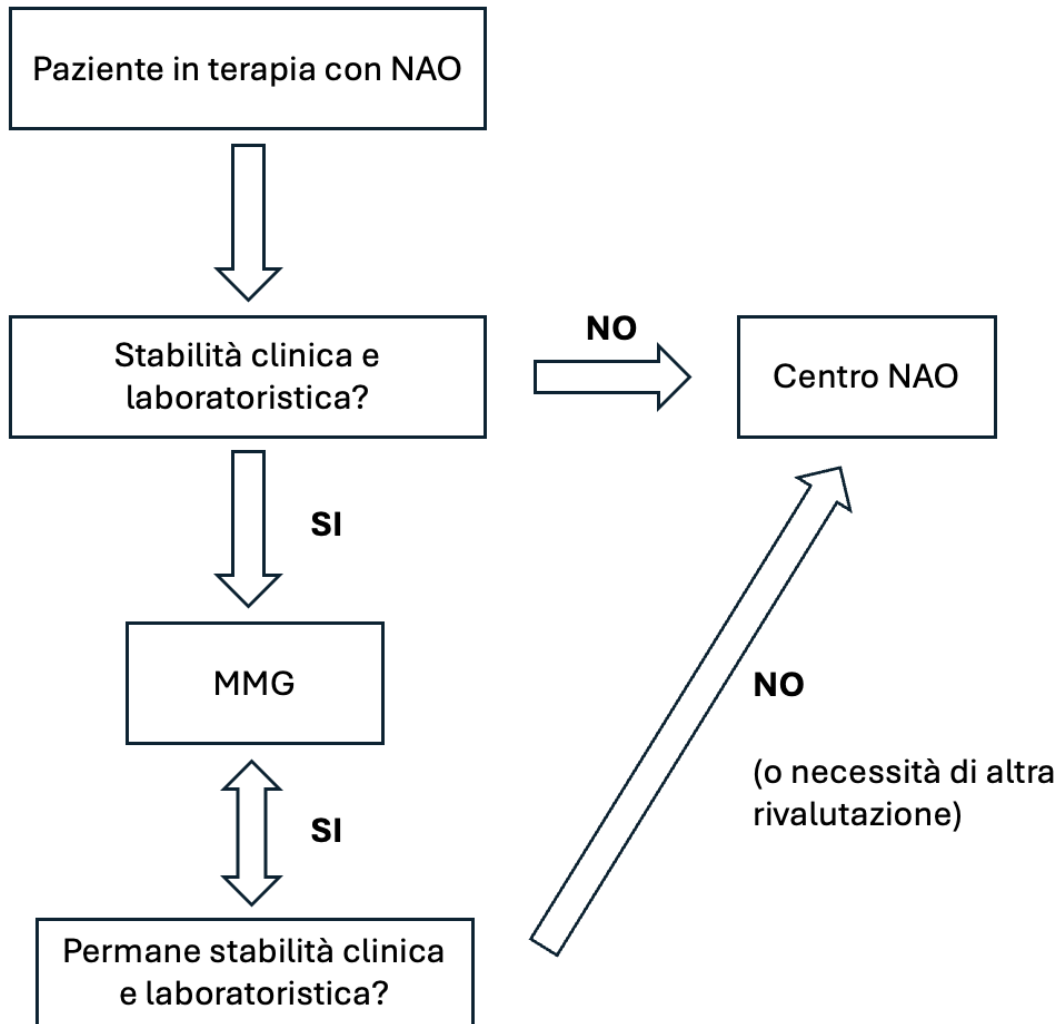 Paziente in terapia con NAO
Stabilità clinica e
laboratoristica?
NO
Centro NAO
SI
MMG
NO
(o necessità di altra
rivalutazione)
SI
Permane stabilità clinica
e laboratoristica?